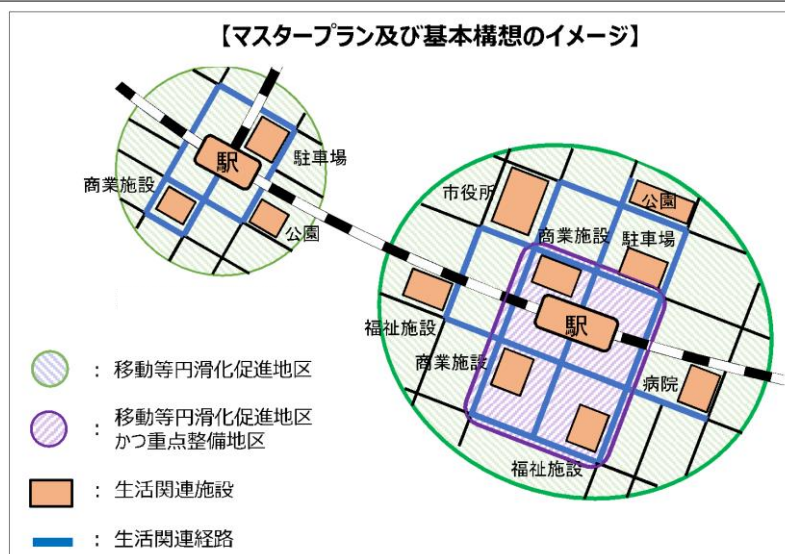 【マスタープラン及び基本構想のイメージ】
駅
駐車場
商業施設
公園
市役所
公園
商業施設
駐車場
福祉施設
駅
商業施設
病院
福祉施設
： 移動等円滑化促進地区
： 移動等円滑化促進地区
かつ重点整備地区
： 生活関連施設
： 生活関連経路